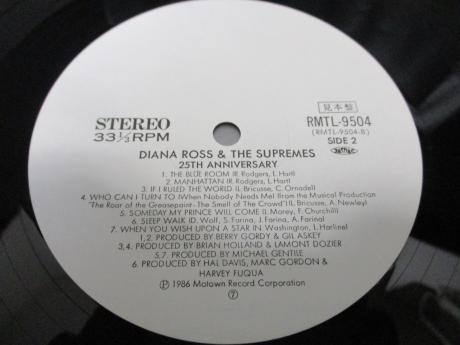 STEREO
33⅓RPM
見本盤
RMTL-9504
(RMTL-9504-B)
SIDE 2
DIANA ROSS & THE SUPREMES
25TH ANNIVERSARY
1. THE BLUE ROOM (R. Rodgers, L. Hart)
2. MANHATTAN (R. Rodgers, L. Hart)
3. IF I RULED THE WORLD (L. Bricusse, C. Ornadel)
4. WHO CAN I TURN TO (When Nobody Needs Me) (from the Musical Production
"The Roar of the Greasepaint-The Smell of The Crowd") (L. Bricusse, A. Newley)
5. SOMEDAY MY PRINCE WILL COME (L. Morey, F. Churchill)
6. SLEEP WALK (D. Wolf, S. Farina, J. Farina, A. Farina)
7. WHEN YOU WISH UPON A STAR (N. Washington, L. Harline)
1,2. PRODUCED BY BERRY GORDY & GIL ASKEY
3,4. PRODUCED BY BRIAN HOLLAND & LAMONT DOZIER
5,7. PRODUCED BY MICHAEL GENTILE
6. PRODUCED BY HAL DAVIS, MARC GORDON &
HARVEY FUQUA
Ⓟ 1986 Motown Record Corporation
⑦